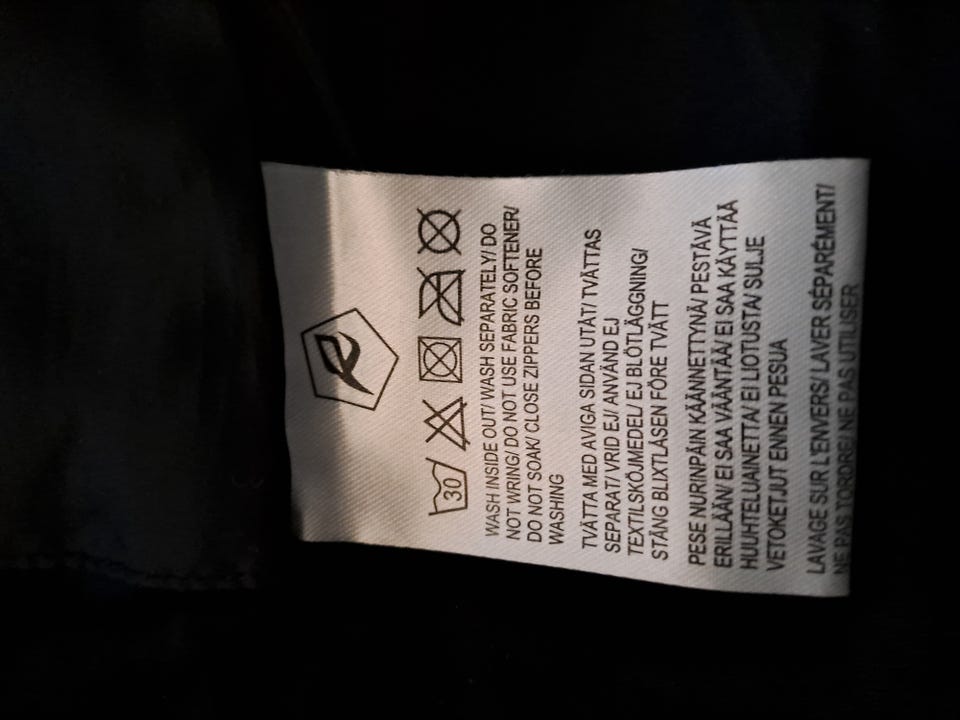 30
WASH INSIDE OUT/ WASH SEPARATELY/ DO
NOT WRING/ DO NOT USE FABRIC SOFTENER/
DO NOT SOAK/ CLOSE ZIPPERS BEFORE
WASHING
TVÄTTA MED AVIGA SIDAN UTÅT/ TVÄTTAS
SEPARAT/ VRID EJ/ ANVÄND EJ
TEXTILSKÖJMEDEL/ EJ BLÖTLÄGGNING/
STÄNG BLIXTLÅSEN FÖRE TVÄTT
PESE NURINPÄIN KÄÄNNETTYNÄ/ PESTÄVÄ
ERILLÄÄN/ EI SAA VÄÄNTÄÄ/ EI SAA KÄYTTÄÄ
HUUHTELUAINETTA/ EI LIOTUSTA/ SULJE
VETOKETJUT ENNEN PESUA
LAVAGE SUR L'ENVERS/ LAVER SÉPARÉMENT/
NE PAS TORDRE/ NE PAS UTILISER